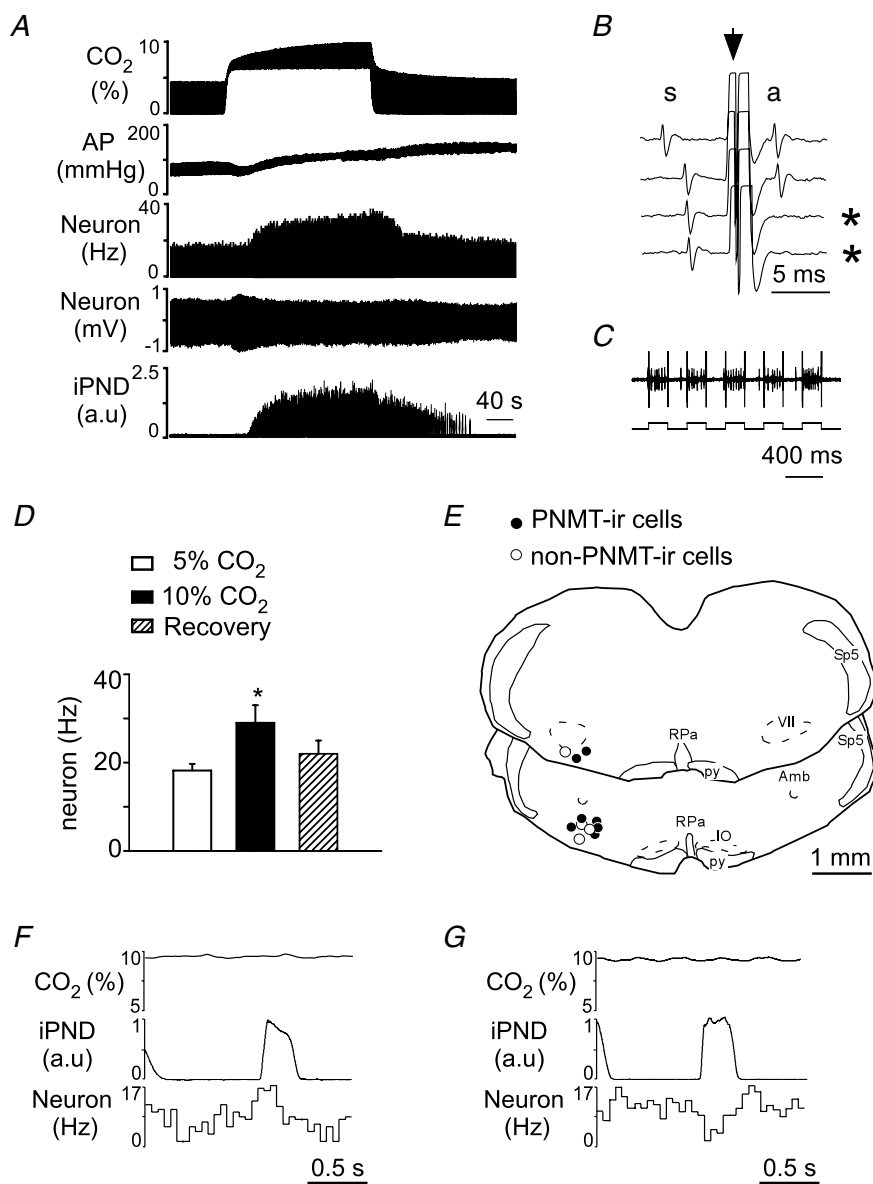 A
CO2
(%)
10
0
AP
(mmHg)
200
0
Neuron
(Hz)
40
0
Neuron
(mV)
1
-1
iPND
(a.u)
2.5
0
40 s
B
s
a
*
*
5 ms
C
400 ms
D
5% CO2
10% CO2
Recovery
neuron (Hz)
40
20
0
*
E
PNMT-ir cells
non-PNMT-ir cells
Sp5
VII
RPa
py
Sp5
Amb
RPa
IO
py
1 mm
F
CO2 (%)
10
5
iPND
(a.u)
1
0
Neuron
(Hz)
17
0
0.5 s
G
CO2 (%)
10
5
iPND
(a.u)
1
0
Neuron
(Hz)
17
0
0.5 s